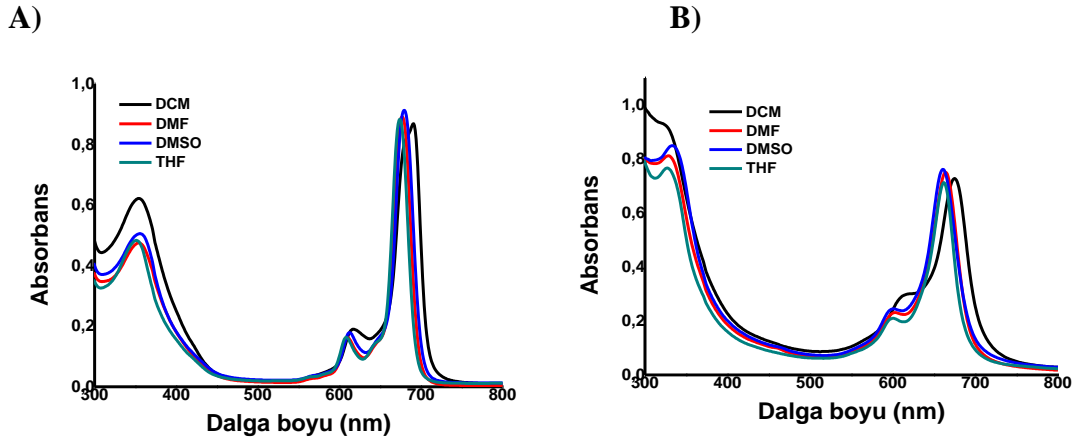 A)
B)
1,0
0,8
0,6
0,4
0,2
0,0
Absorbans
DCM
DMF
DMSO
THF
300
400
500
600
700
800
Dalga boyu (nm)
1,0
0,8
0,6
0,4
0,2
0,0
Absorbans
DCM
DMF
DMSO
THF
300
400
500
600
700
800
Dalga boyu (nm)